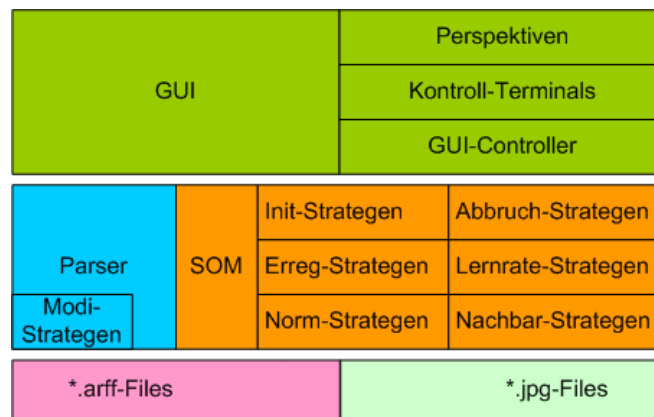 GUI
Perspektiven
Kontroll-Terminals
GUI-Controller
Parser
Modi-
Strategen
SOM
Init-Strategen
Abbruch-Strategen
Erreg-Strategen
Lernrate-Strategen
Norm-Strategen
Nachbar-Strategen
*.arff-Files
*.jpg-Files